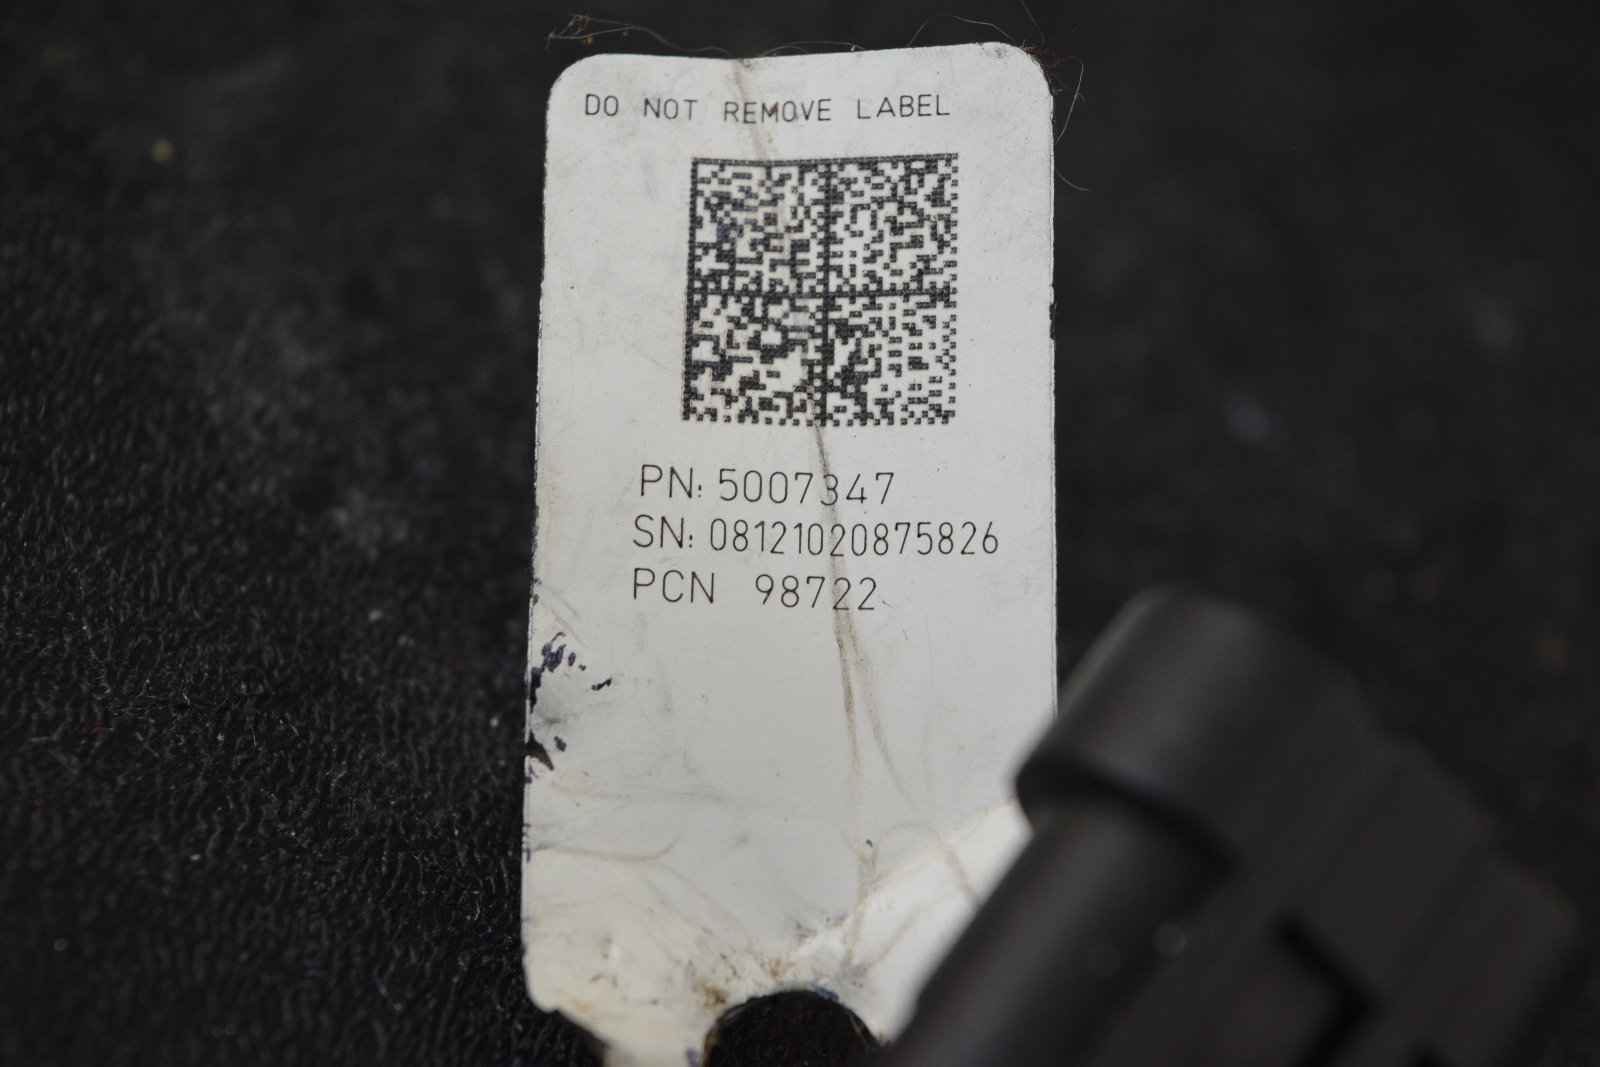 DO NOT REMOVE LABEL
PN: 5007347
SN: 08121020875826
PCN 98722